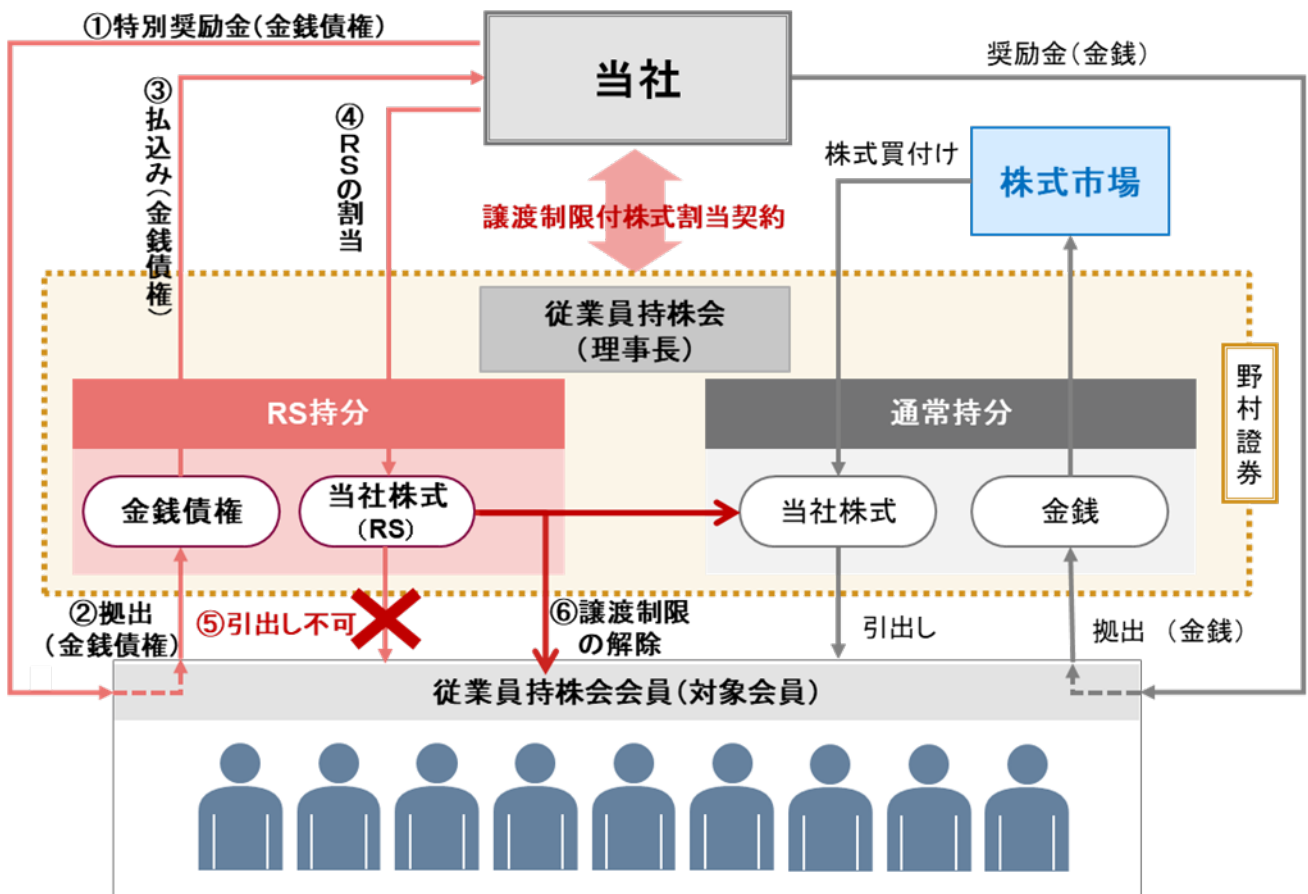 ①特別奨励金(金銭債権)
当社
奨励金(金銭)
③払込み(金銭債権)
④RSの割当
株式買付け
株式市場
譲渡制限付株式割当契約
従業員持株会
(理事長)
野村證券
RS持分
通常持分
金銭債権
当社株式
(RS)
当社株式
金銭
②拠出
(金銭債権)
⑤引出し不可
⑥譲渡制限
の解除
引出し
拠出 (金銭)
従業員持株会会員(対象会員)